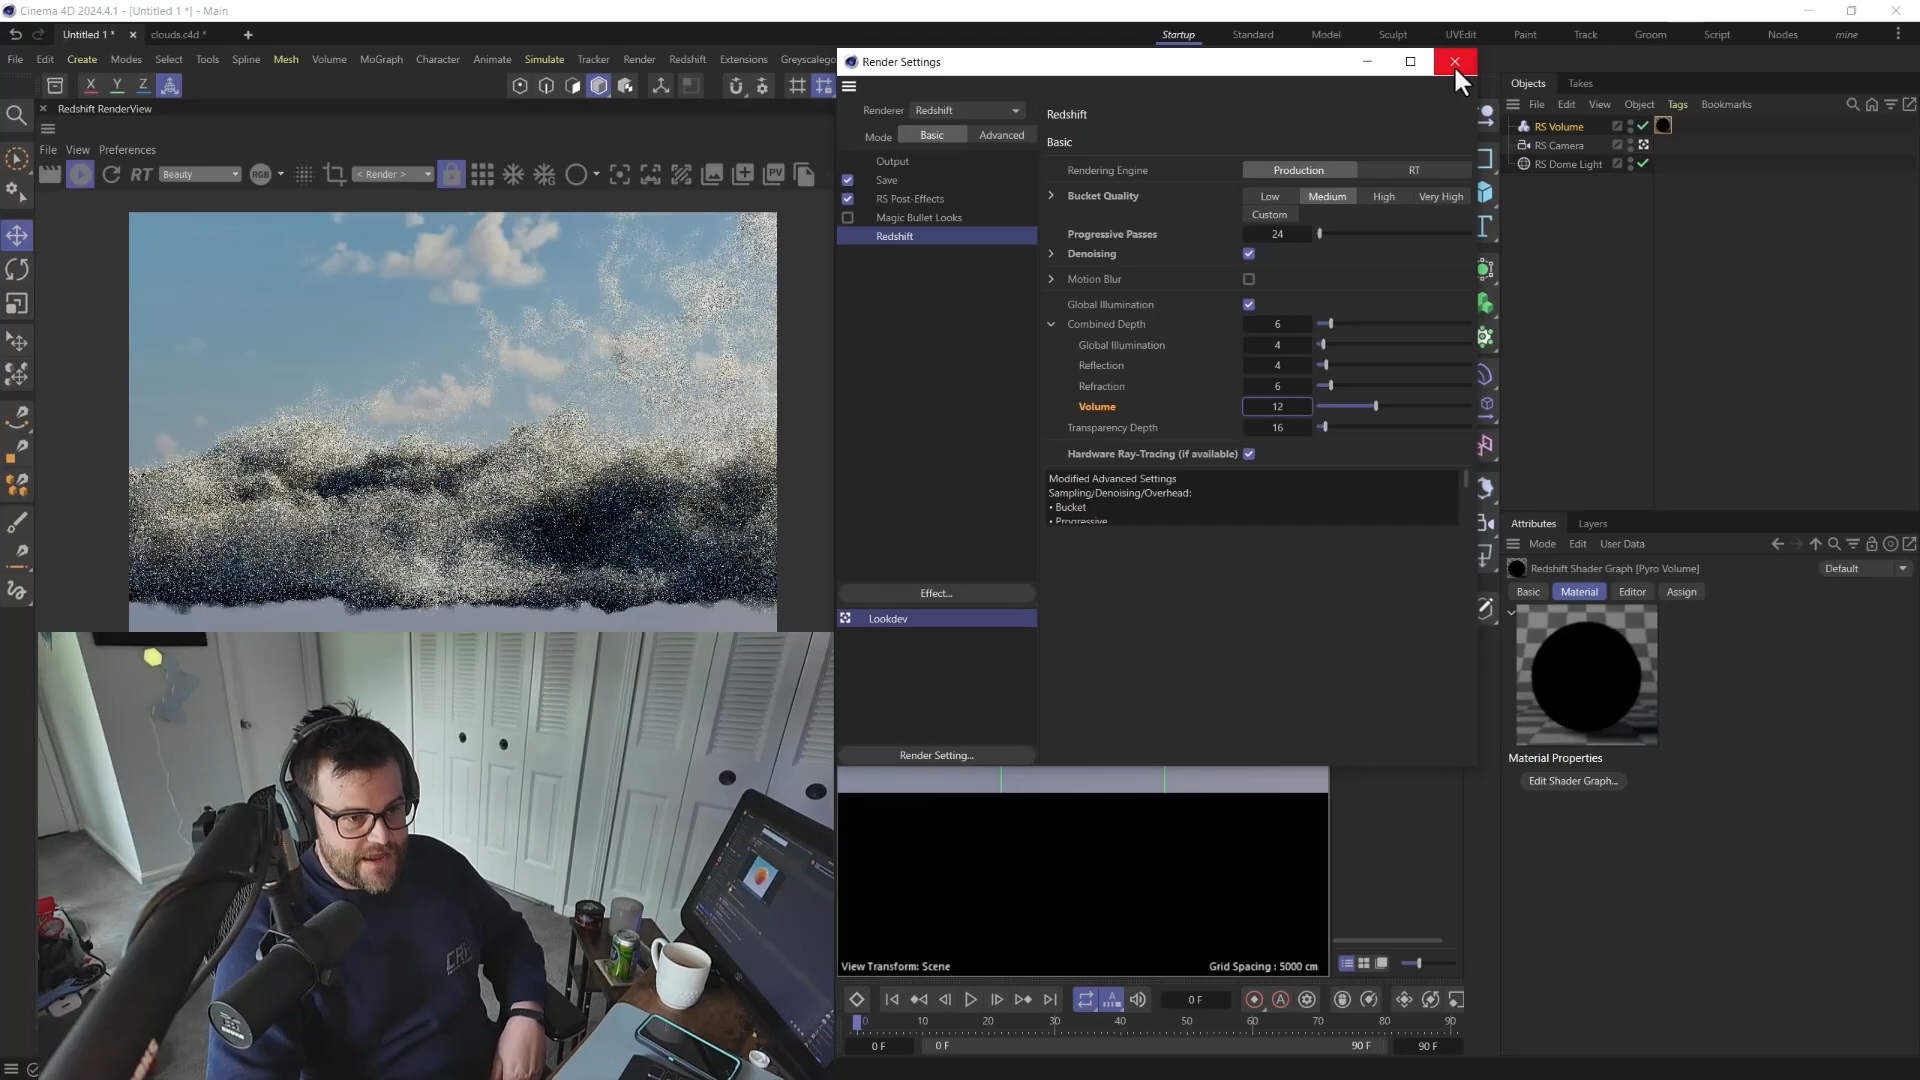 Cinema 4D 2024.4.1 - [Untitled 1 *] - Main
Untitled 1 * clouds.c4d *
Startup Standard Model Sculpt UVEdit Paint Track Groom Script Nodes mine
File Edit Create Modes Select Tools Spline Mesh Volume MoGraph Character Animate Simulate Tracker Render Redshift Extensions Greyscalego
X Y Z
Redshift RenderView
File View Preferences
RT Beauty RGB < Render > PV
Render Settings
Renderer Redshift
Mode Basic Advanced
Output
Save
RS Post-Effects
Magic Bullet Looks
Redshift
Effect...
Lookdev
Render Setting...
Redshift
Basic
Rendering Engine Production RT
Bucket Quality Low Medium High Very High
Custom
Progressive Passes 24
Denoising
Motion Blur
Global Illumination
Combined Depth 6
Global Illumination 4
Reflection 4
Refraction 6
Volume 12
Transparency Depth 16
Hardware Ray-Tracing (if available)
Modified Advanced Settings
Sampling/Denoising/Overhead:
• Bucket
• Progressive
Objects Takes
File Edit View Object Tags Bookmarks
RS Volume
RS Camera
RS Dome Light
Attributes Layers
Mode Edit User Data
Redshift Shader Graph [Pyro Volume] Default
Basic Material Editor Assign
Material Properties
Edit Shader Graph...
View Transform: Scene Grid Spacing : 5000 cm
0 F
0 10 20 30 40 50 60 70 80 90
0 F 0 F 90 F 90 F